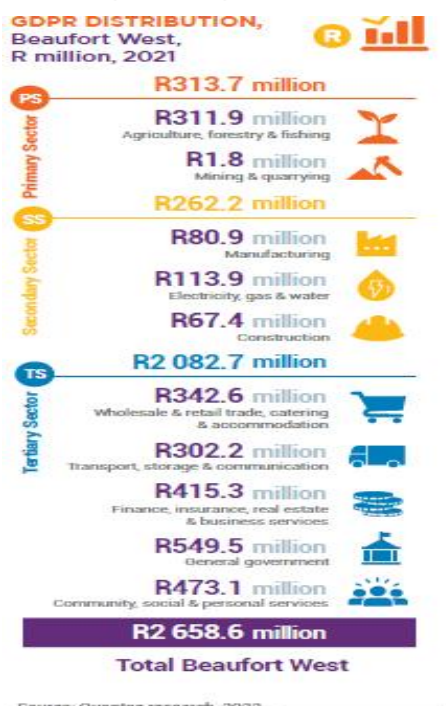 GDPR DISTRIBUTION,
Beaufort West,
R million, 2021
R
R313.7 million
PS
Primary Sector
R311.9 million
Agriculture, forestry & fishing
R1.8 million
Mining & quarrying
R262.2 million
SS
Secondary Sector
R80.9 million
Manufacturing
R113.9 million
Electricity, gas & water
R67.4 million
Construction
R2 082.7 million
TS
Tertiary Sector
R342.6 million
Wholesale & retail trade, catering
& accommodation
R302.2 million
Transport, storage & communication
R415.3 million
Finance, insurance, real estate
& business services
R549.5 million
General government
R473.1 million
Community, social & personal services
R2 658.6 million
Total Beaufort West